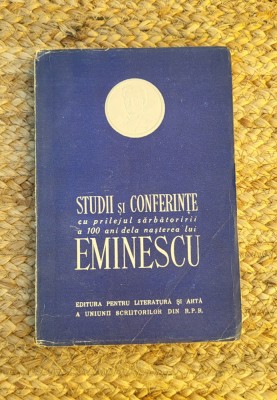 STUDII ȘI CONFERINȚE
cu prilejul sărbătoririi
a 100 ani dela nașterea lui
EMINESCU
EDITURA PENTRU LITERATURĂ ȘI ARTĂ
A UNIUNII SCRIITORILOR DIN R.P.R.